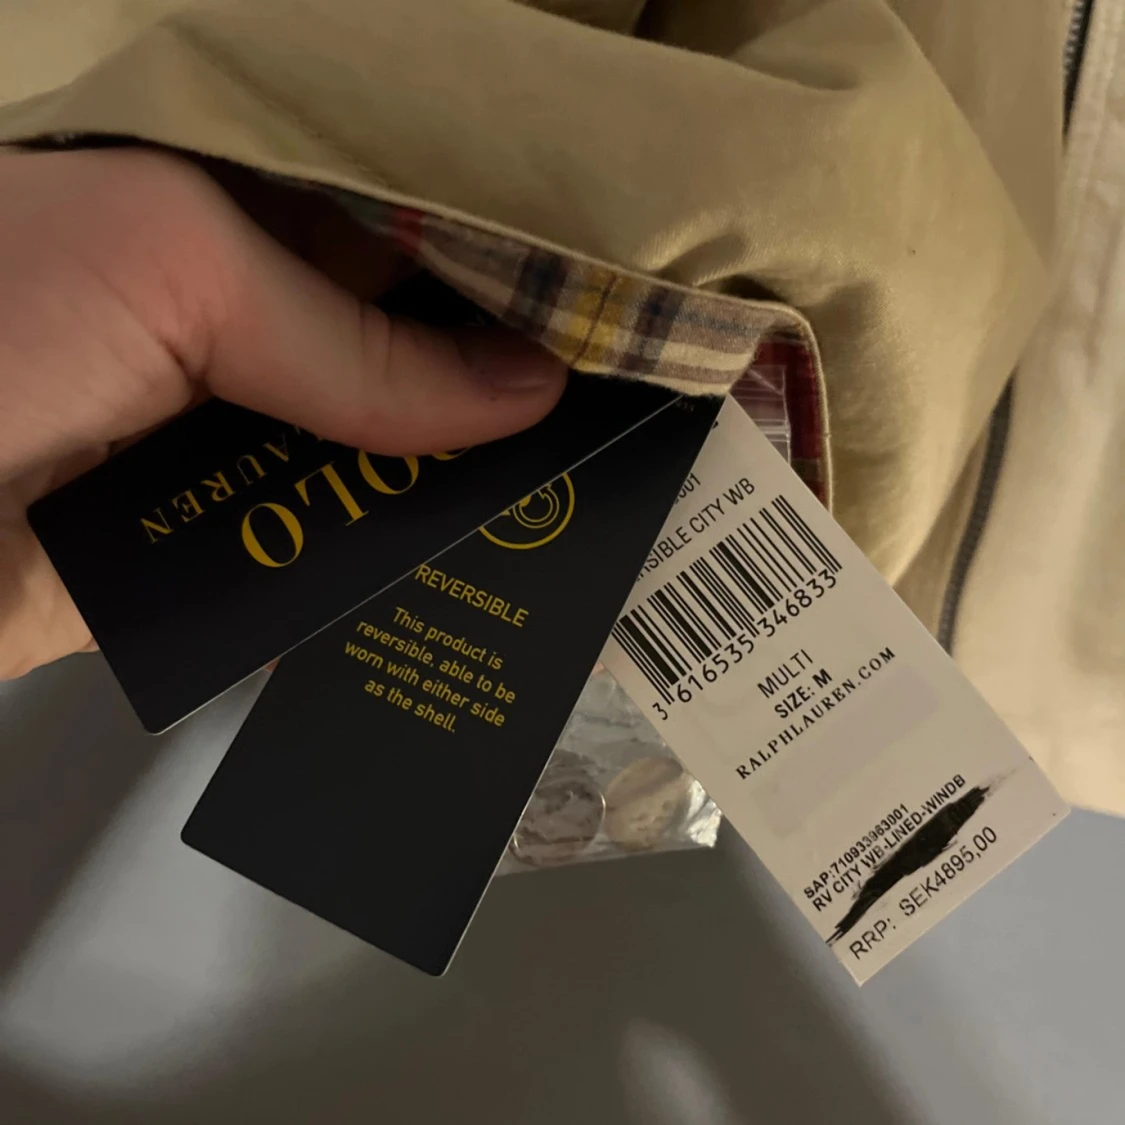 POLO
LAUREN
REVERSIBLE
This product is
reversible, able to be
worn with either side
as the shell.
CITY WB
3 616535 346833
MULTI
SIZE: M
RALPHLAUREN.COM
SAP:710933963001
RV CITY WB-LINED-WINDB
RRP: SEK4895,00